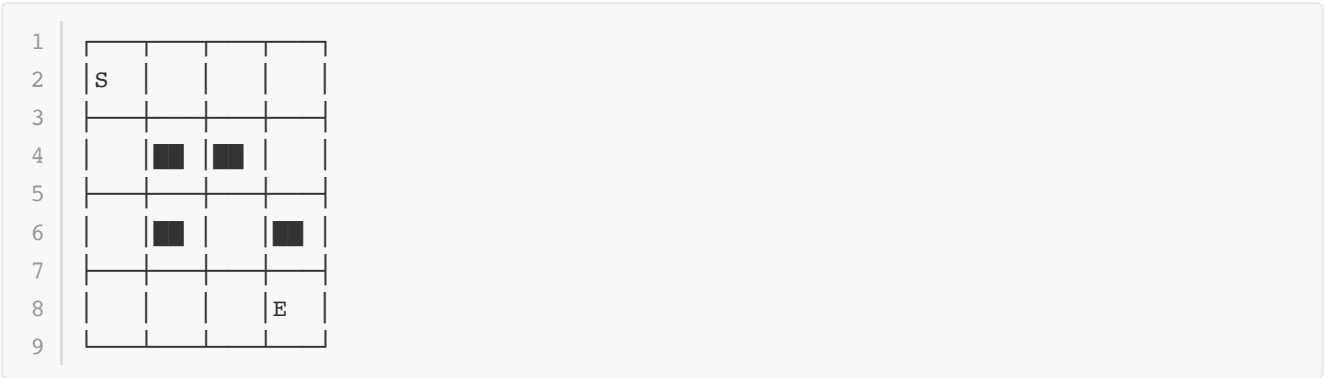 1 ┌───┬───┬───┬───┐
2 │S  │   │   │   │
3 ├───┼───┼───┼───┤
4 │   │██ │██ │   │
5 ├───┼───┼───┼───┤
6 │   │██ │   │██ │
7 ├───┼───┼───┼───┤
8 │   │   │   │E  │
9 └───┴───┴───┴───┘